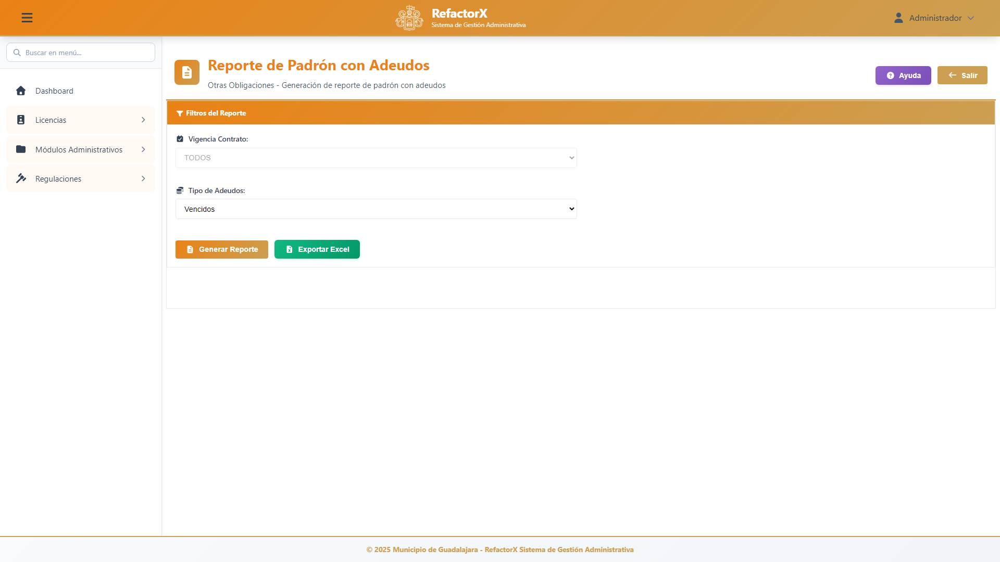 RefactorX
Sistema de Gestión Administrativa
Administrador
Buscar en menú...
Dashboard
Licencias
Módulos Administrativos
Regulaciones
Reporte de Padrón con Adeudos
Otras Obligaciones - Generación de reporte de padrón con adeudos
Ayuda
Salir
Filtros del Reporte
Vigencia Contrato:
TODOS
Tipo de Adeudos:
Vencidos
Generar Reporte
Exportar Excel
© 2025 Municipio de Guadalajara - RefactorX Sistema de Gestión Administrativa